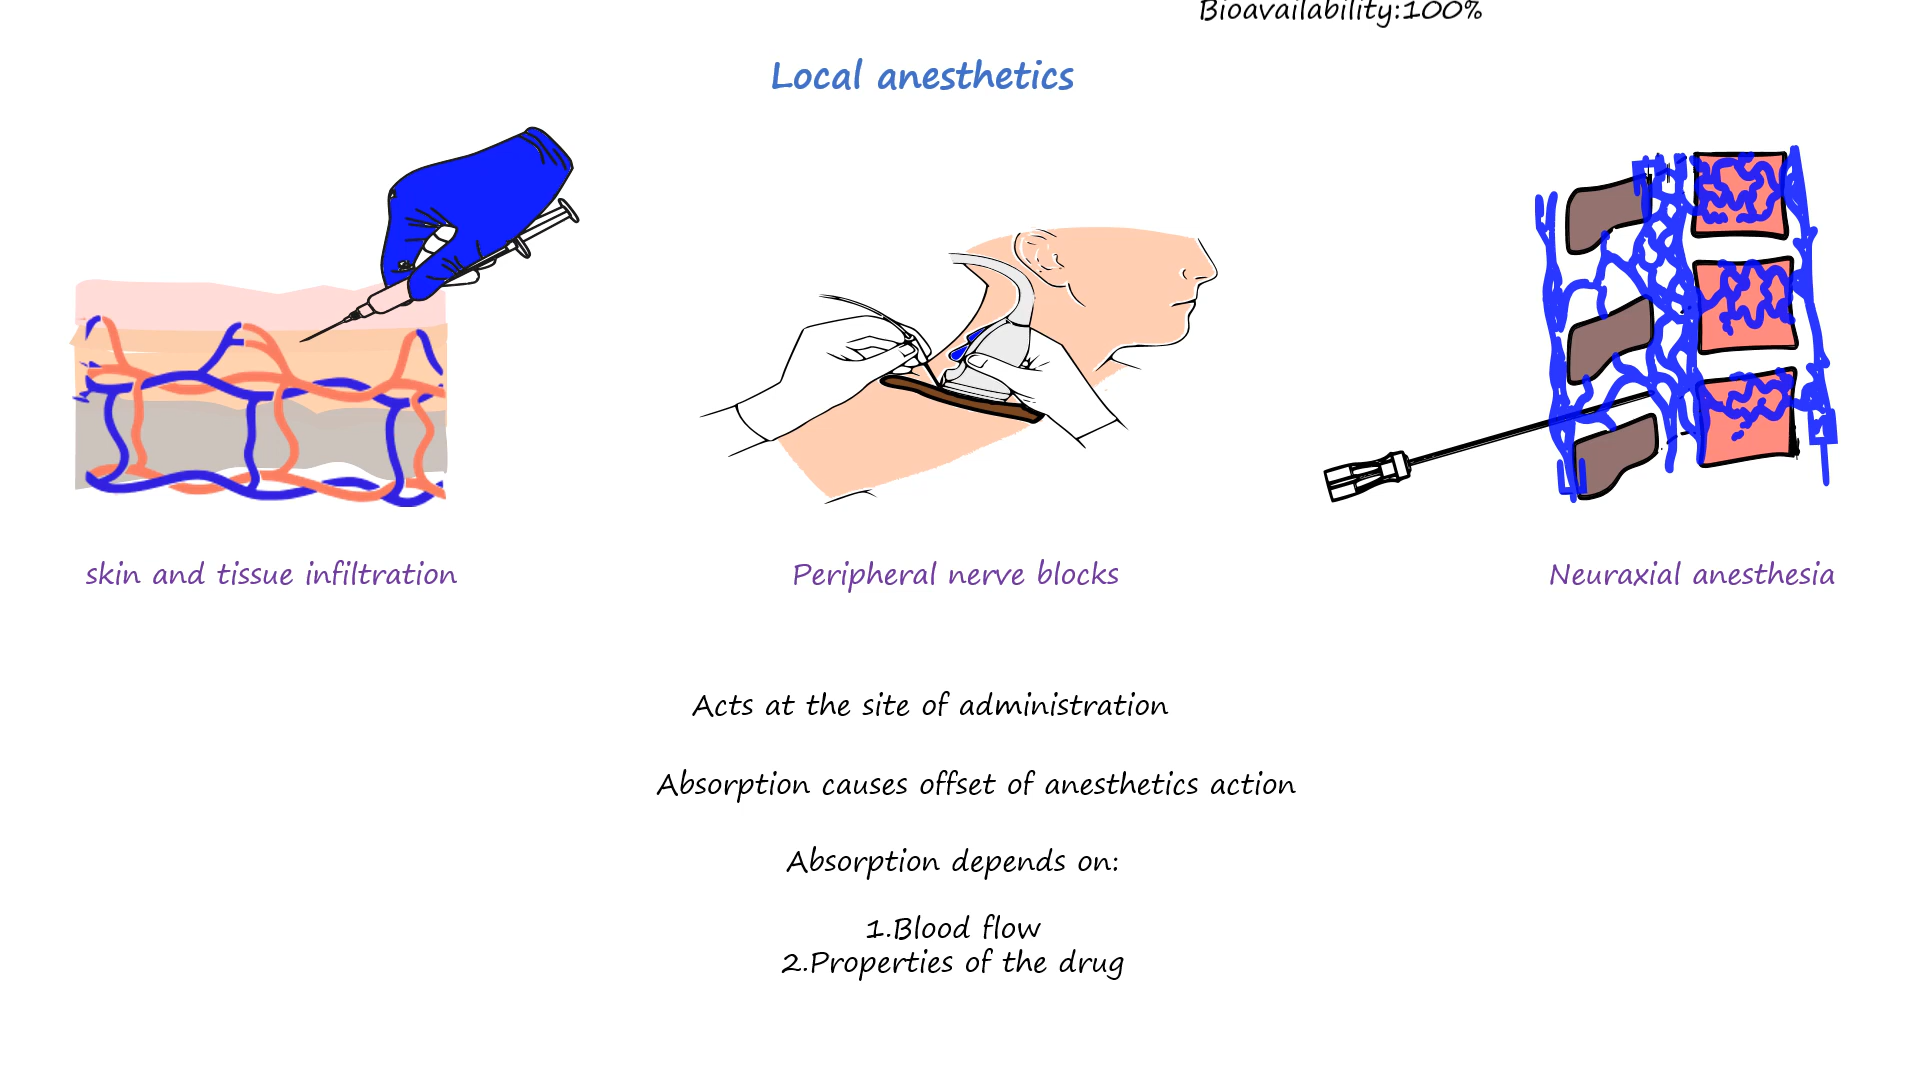 Bioavailability:100%
Local anesthetics
skin and tissue infiltration
Peripheral nerve blocks
Neuraxial anesthesia
Acts at the site of administration
Absorption causes offset of anesthetics action
Absorption depends on:
1.Blood flow
2.Properties of the drug